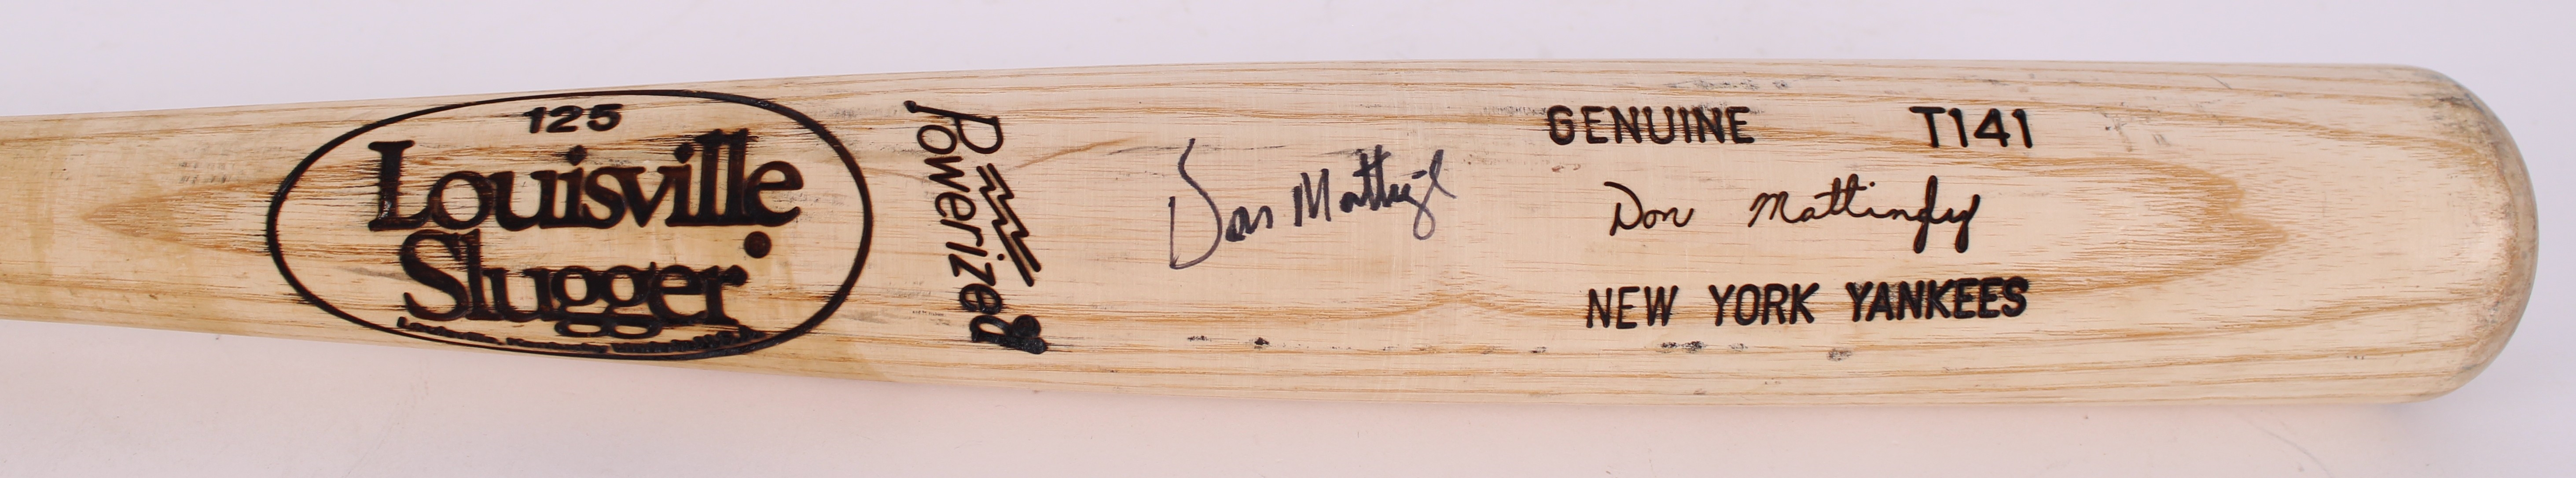 125
Louisville
Slugger
Powerized
Don Mattingly
GENUINE T141
Don Mattingly
NEW YORK YANKEES